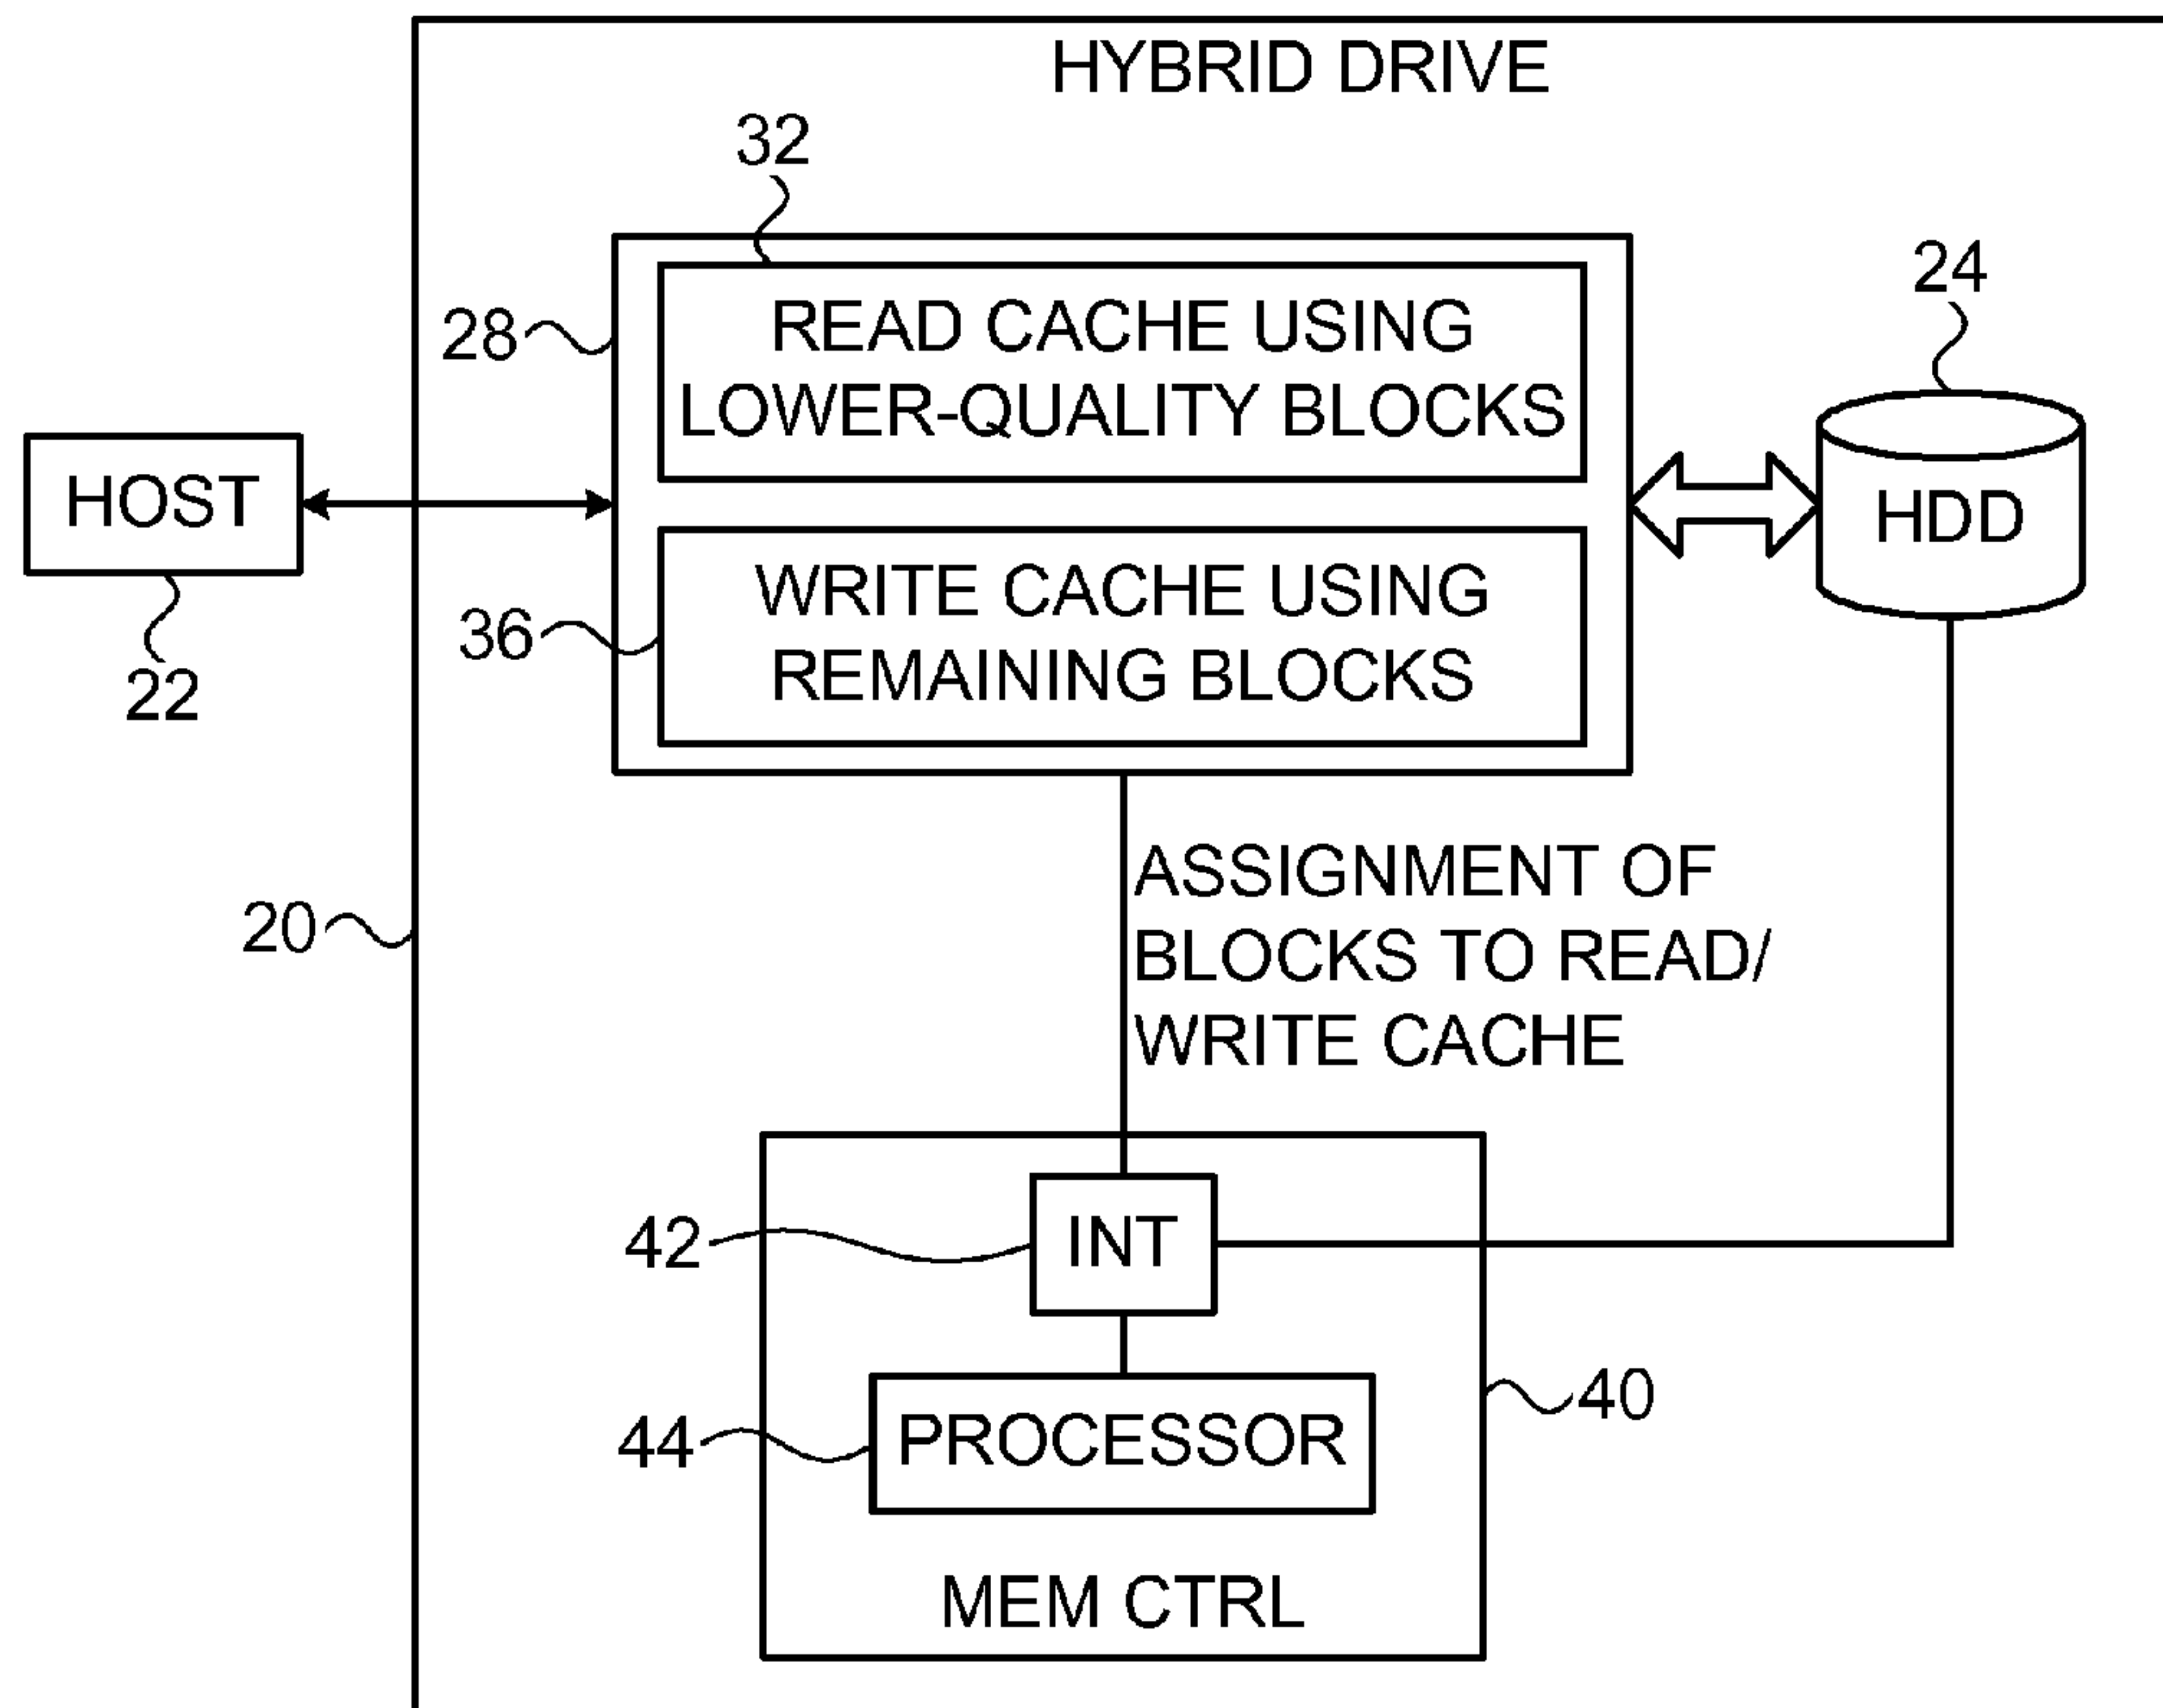 HYBRID DRIVE
32
24
28
READ CACHE USING
LOWER-QUALITY BLOCKS
HOST
HDD
22
36
WRITE CACHE USING
REMAINING BLOCKS
20
ASSIGNMENT OF
BLOCKS TO READ/
WRITE CACHE
42
INT
40
44
PROCESSOR
MEM CTRL